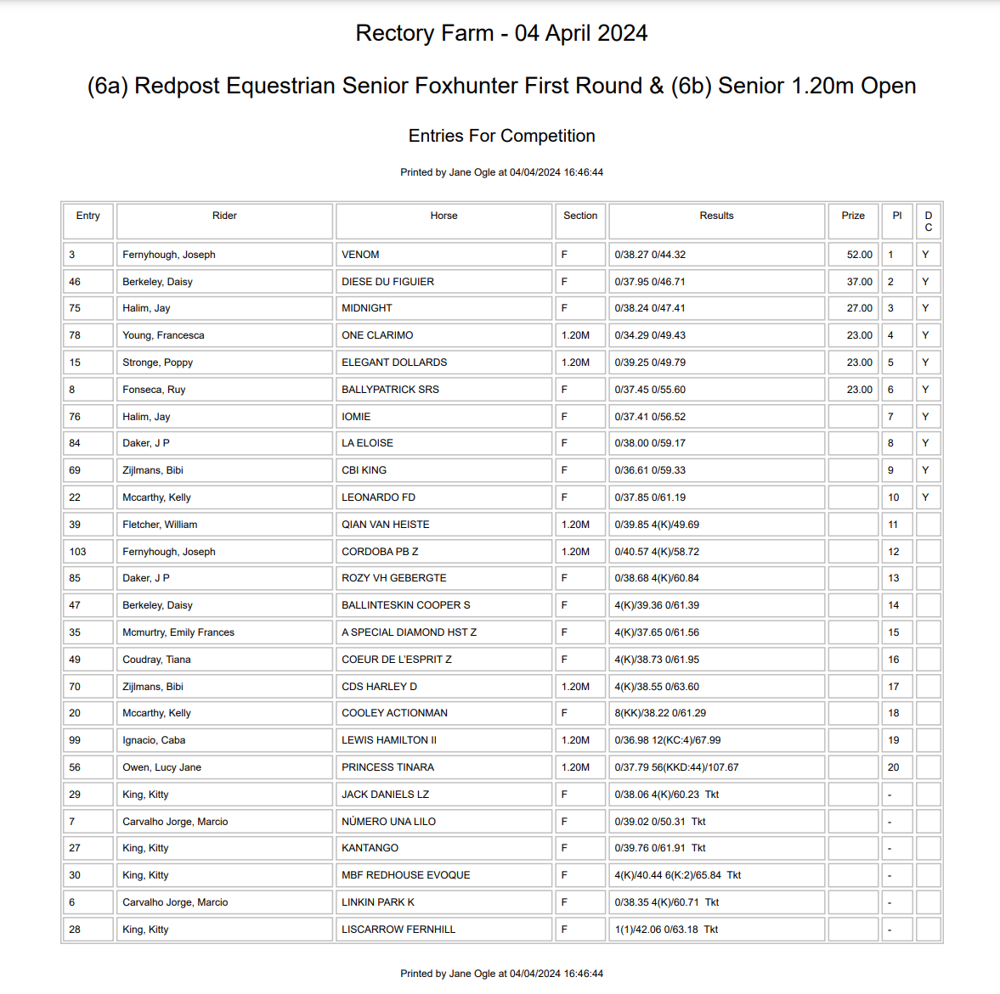 Rectory Farm - 04 April 2024
(6a) Redpost Equestrian Senior Foxhunter First Round & (6b) Senior 1.20m Open
Entries For Competition
Printed by Jane Ogle at 04/04/2024 16:46:44
Entry Rider Horse Section Results Prize Pl D C
3 Fernyhough, Joseph VENOM F 0/38.27 0/44.32 52.00 1 Y
46 Berkeley, Daisy DIESE DU FIGUIER F 0/37.95 0/46.71 37.00 2 Y
75 Halim, Jay MIDNIGHT F 0/38.24 0/47.41 27.00 3 Y
78 Young, Francesca ONE CLARIMO 1.20M 0/34.29 0/49.43 23.00 4 Y
15 Stronge, Poppy ELEGANT DOLLARDS 1.20M 0/39.25 0/49.79 23.00 5 Y
8 Fonseca, Ruy BALLYPATRICK SRS F 0/37.45 0/55.60 23.00 6 Y
76 Halim, Jay IOMIE F 0/37.41 0/56.52 7 Y
84 Daker, J P LA ELOISE F 0/38.00 0/59.17 8 Y
69 Zijlmans, Bibi CBI KING F 0/36.61 0/59.33 9 Y
22 Mccarthy, Kelly LEONARDO FD F 0/37.85 0/61.19 10 Y
39 Fletcher, William QIAN VAN HEISTE 1.20M 0/39.85 4(K)/49.69 11
103 Fernyhough, Joseph CORDOBA PB Z 1.20M 0/40.57 4(K)/58.72 12
85 Daker, J P ROZY VH GEBERGTE F 0/38.68 4(K)/60.84 13
47 Berkeley, Daisy BALLINTESKIN COOPER S F 4(K)/39.36 0/61.39 14
35 Mcmurtry, Emily Frances A SPECIAL DIAMOND HST Z F 4(K)/37.65 0/61.56 15
49 Coudray, Tiana COEUR DE L'ESPRIT Z F 4(K)/38.73 0/61.95 16
70 Zijlmans, Bibi CDS HARLEY D 1.20M 4(K)/38.55 0/63.60 17
20 Mccarthy, Kelly COOLEY ACTIONMAN F 8(KK)/38.22 0/61.29 18
99 Ignacio, Caba LEWIS HAMILTON II 1.20M 0/36.98 12(KC:4)/67.99 19
56 Owen, Lucy Jane PRINCESS TINARA 1.20M 0/37.79 56(KKD:44)/107.67 20
29 King, Kitty JACK DANIELS LZ F 0/38.06 4(K)/60.23 Tkt -
7 Carvalho Jorge, Marcio NÚMERO UNA LILO F 0/39.02 0/50.31 Tkt -
27 King, Kitty KANTANGO F 0/39.76 0/61.91 Tkt -
30 King, Kitty MBF REDHOUSE EVOQUE F 4(K)/40.44 6(K:2)/65.84 Tkt -
6 Carvalho Jorge, Marcio LINKIN PARK K F 0/38.35 4(K)/60.71 Tkt -
28 King, Kitty LISCARROW FERNHILL F 1(1)/42.06 0/63.18 Tkt -
Printed by Jane Ogle at 04/04/2024 16:46:44